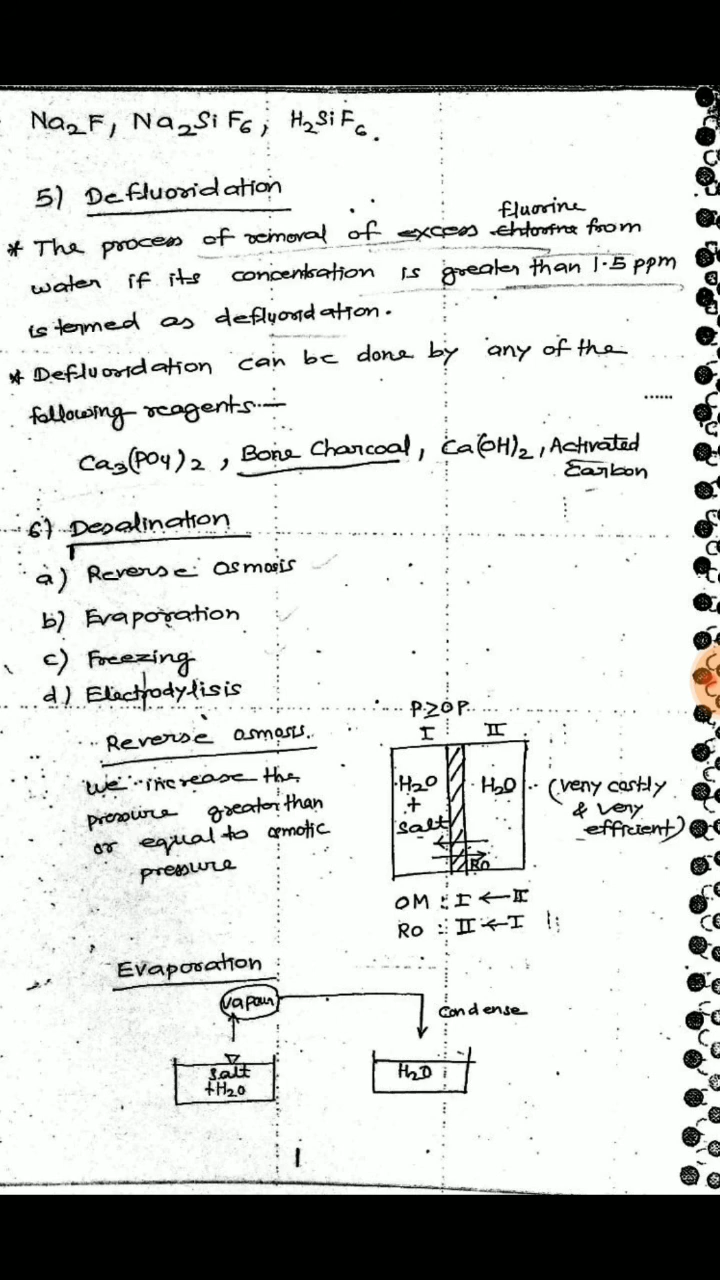 Na2F, Na2SiF6, H2SiF6.
5) Defluoridation
fluorine
* The process of removal of excess chlorine from
water if its concentration is greater than 1.5 ppm
is termed as defluoridation.
* Defluoridation can be done by any of the
following reagents:—
Ca3(PO4)2, Bone Charcoal, Ca(OH)2, Activated
Carbon
6) Desalination
a) Reverse osmosis
b) Evaporation
c) Freezing
d) Electrodylisis
Reverse osmosis.
We increase the
pressure greater than
or equal to osmotic
pressure
P≥OP
I II
H2O
+
salt
H2O
RO
(very costly
& very
efficient)
OM : I ← II
RO : II ← I
Evaporation
vapour
condense
salt
+H2O
H2O
1